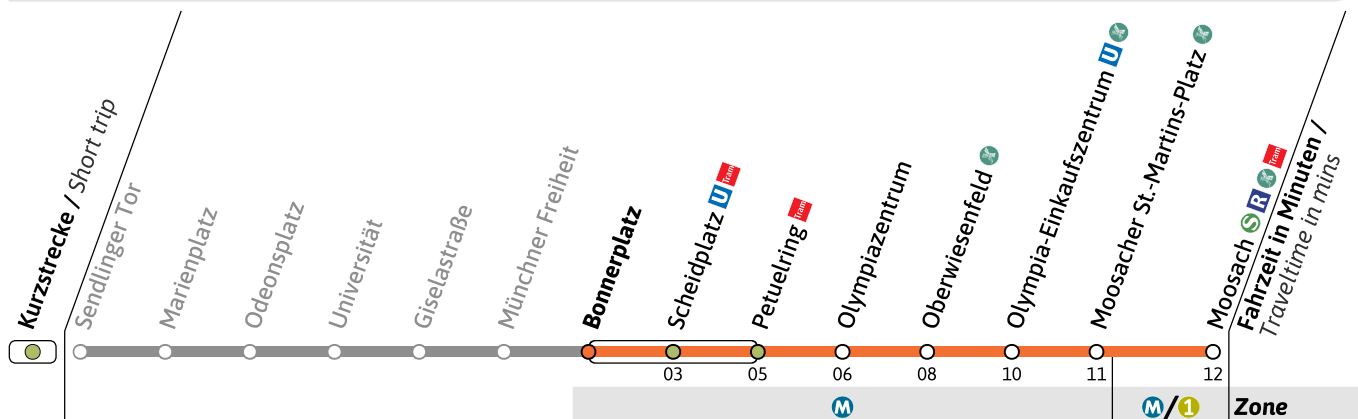 Kurzstrecke / Short trip
Sendlinger Tor
Marienplatz
Odeonsplatz
Universität
Giselastraße
Münchner Freiheit
Bonnerplatz
Scheidplatz U Tram
Petuelring Tram
Olympiazentrum
Oberwiesenfeld
Olympia-Einkaufszentrum U
Moosacher St.-Martins-Platz
Moosach S R Tram
Fahrzeit in Minuten /
Traveltime in mins
03 05 06 08 10 11 12
M M/1 Zone